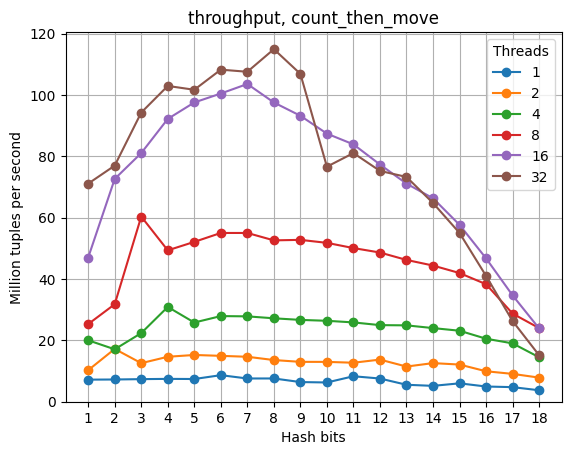 throughput, count_then_move
Million tuples per second
120
100
80
60
40
20
0
Threads
1
2
4
8
16
32
1 2 3 4 5 6 7 8 9 10 11 12 13 14 15 16 17 18
Hash bits